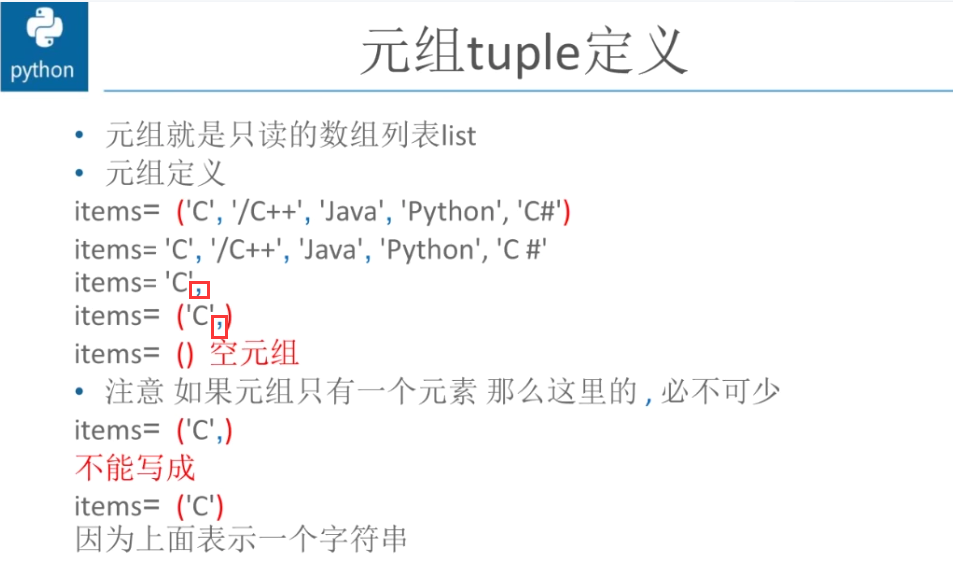 python
元组tuple定义
• 元组就是只读的数组列表list
• 元组定义
items= ('C', '/C++', 'Java', 'Python', 'C#')
items= 'C', '/C++', 'Java', 'Python', 'C #'
items= 'C',
items= ('C',)
items= () 空元组
• 注意 如果元组只有一个元素 那么这里的 , 必不可少
items= ('C',)
不能写成
items= ('C')
因为上面表示一个字符串